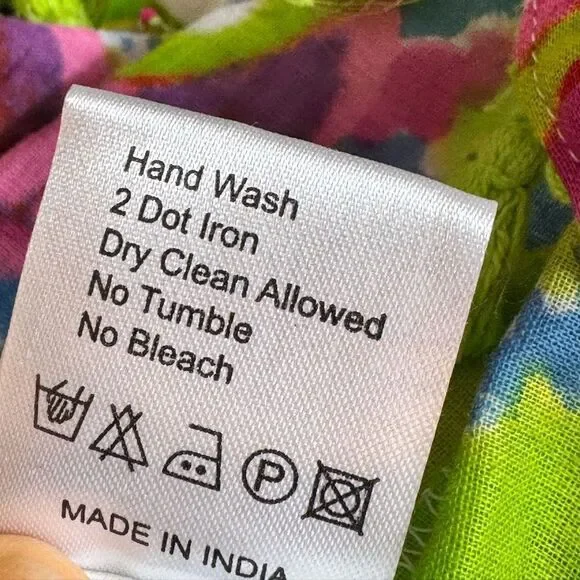 Hand Wash
2 Dot Iron
Dry Clean Allowed
No Tumble
No Bleach
P
MADE IN INDIA